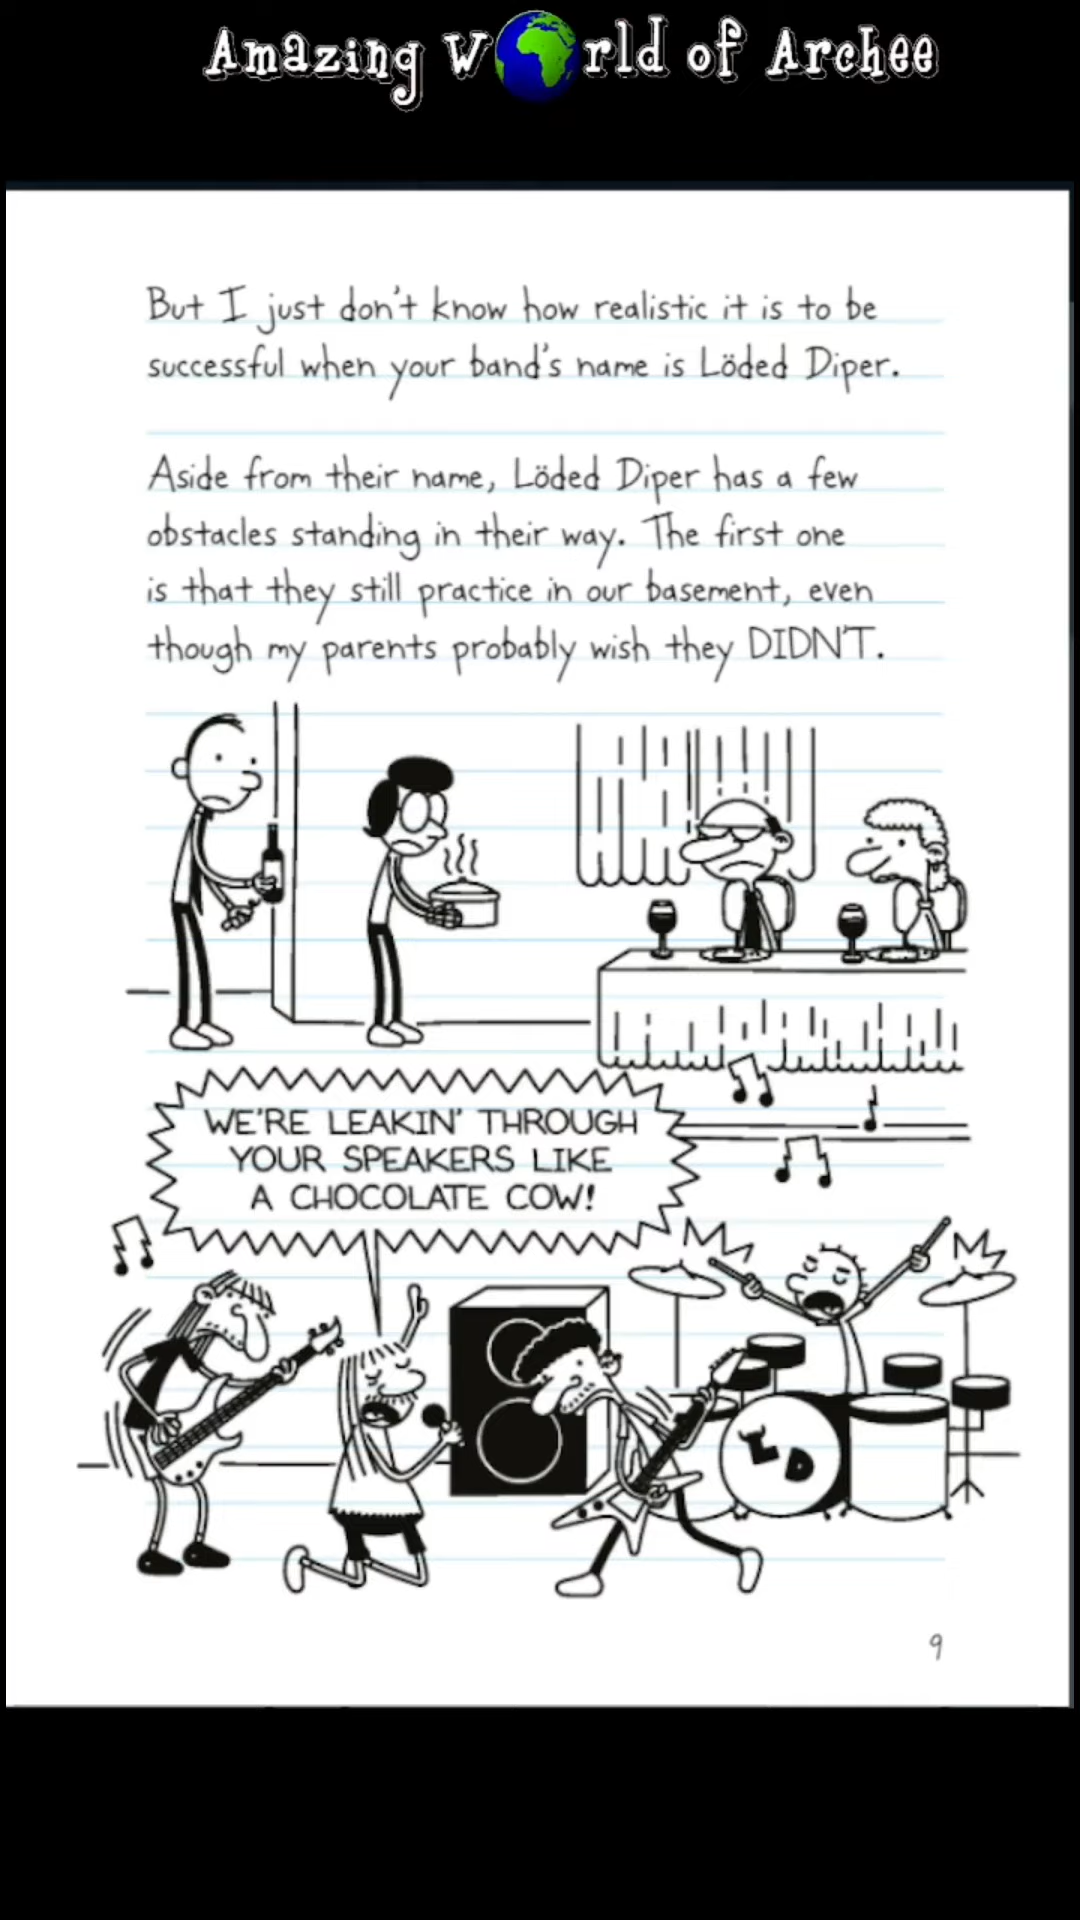 Amazing World of Archee
But I just don't know how realistic it is to be
successful when your band's name is Löded Diper.
Aside from their name, Löded Diper has a few
obstacles standing in their way. The first one
is that they still practice in our basement, even
though my parents probably wish they DIDN'T.
WE'RE LEAKIN' THROUGH
YOUR SPEAKERS LIKE
A CHOCOLATE COW!
LD
9